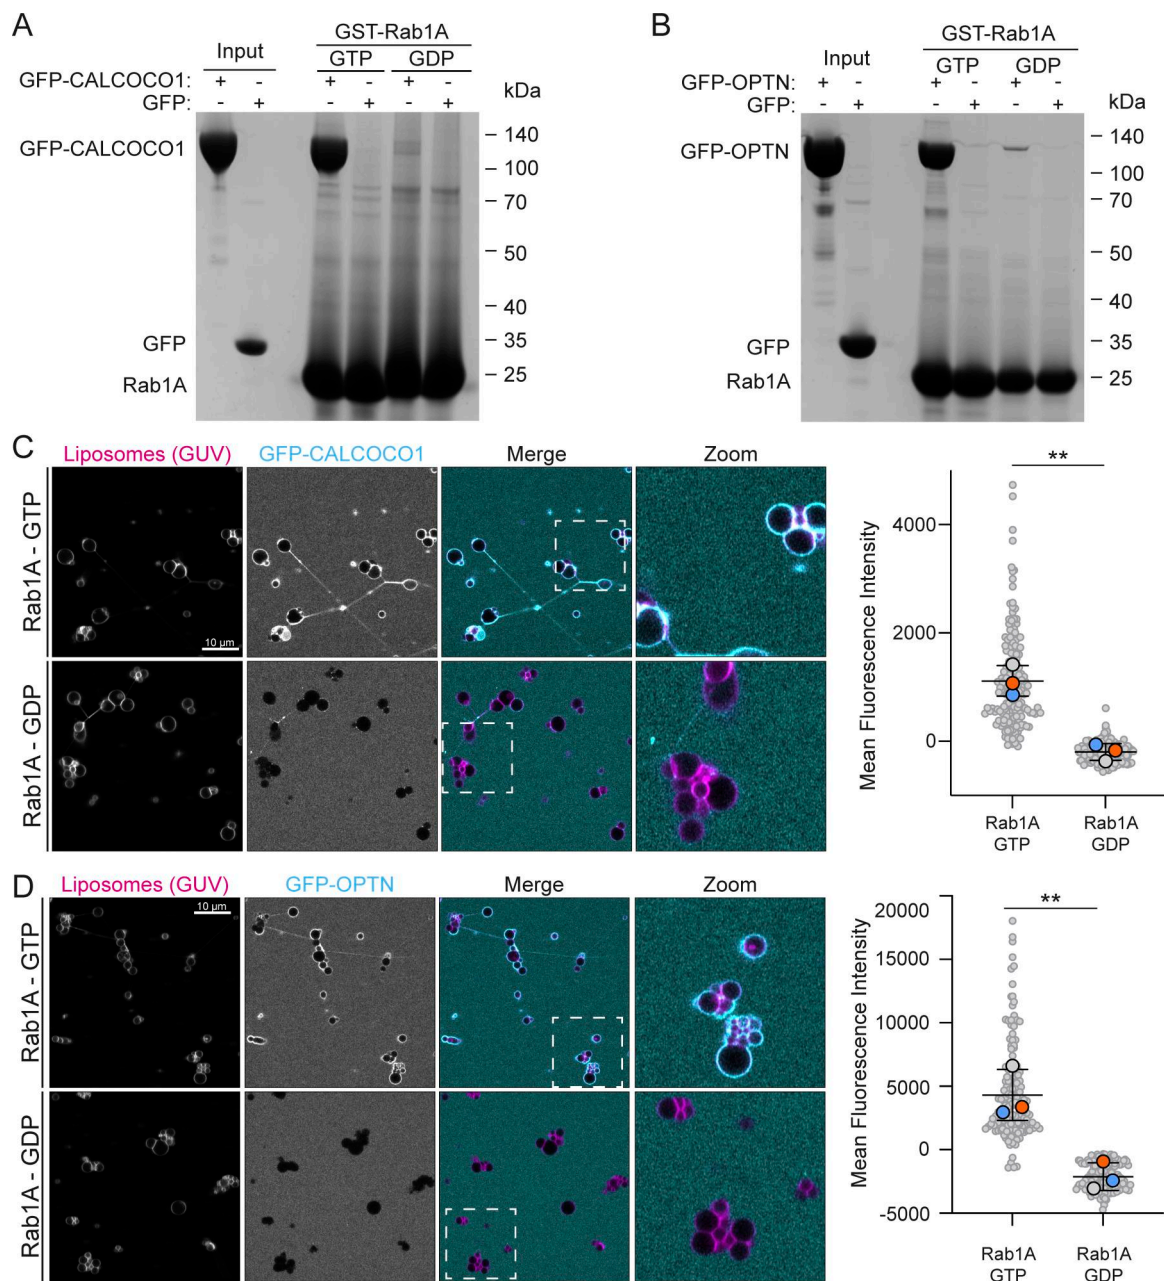 A
Input
GST-Rab1A
GTP GDP
GFP-CALCOCO1: + - + - + -
GFP: - + - + - +
kDa
GFP-CALCOCO1
140
100
70
50
40
35
25
GFP
Rab1A
B
Input
GST-Rab1A
GTP GDP
GFP-OPTN: + - + - + -
GFP: - + - + - +
kDa
GFP-OPTN
140
100
70
50
40
35
25
GFP
Rab1A
C
Liposomes (GUV) GFP-CALCOCO1 Merge Zoom
Rab1A - GTP
10 µm
Rab1A - GDP
Mean Fluorescence Intensity
**
4000
2000
0
Rab1A GTP
Rab1A GDP
D
Liposomes (GUV) GFP-OPTN Merge Zoom
Rab1A - GTP
10 µm
Rab1A - GDP
Mean Fluorescence Intensity
**
20000
15000
10000
5000
0
-5000
Rab1A GTP
Rab1A GDP